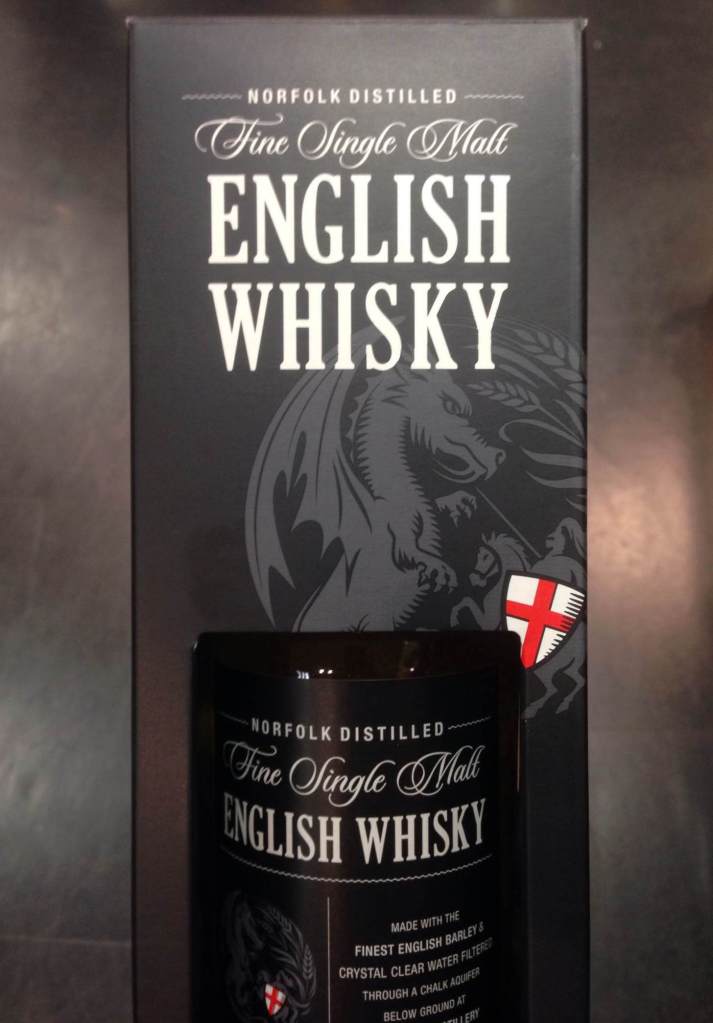 NORFOLK DISTILLED
Fine Single Malt
ENGLISH
WHISKY
NORFOLK DISTILLED
Fine Single Malt
ENGLISH WHISKY
MADE WITH THE
FINEST ENGLISH BARLEY &
CRYSTAL CLEAR WATER FILTERED
THROUGH A CHALK AQUIFER
BELOW GROUND AT